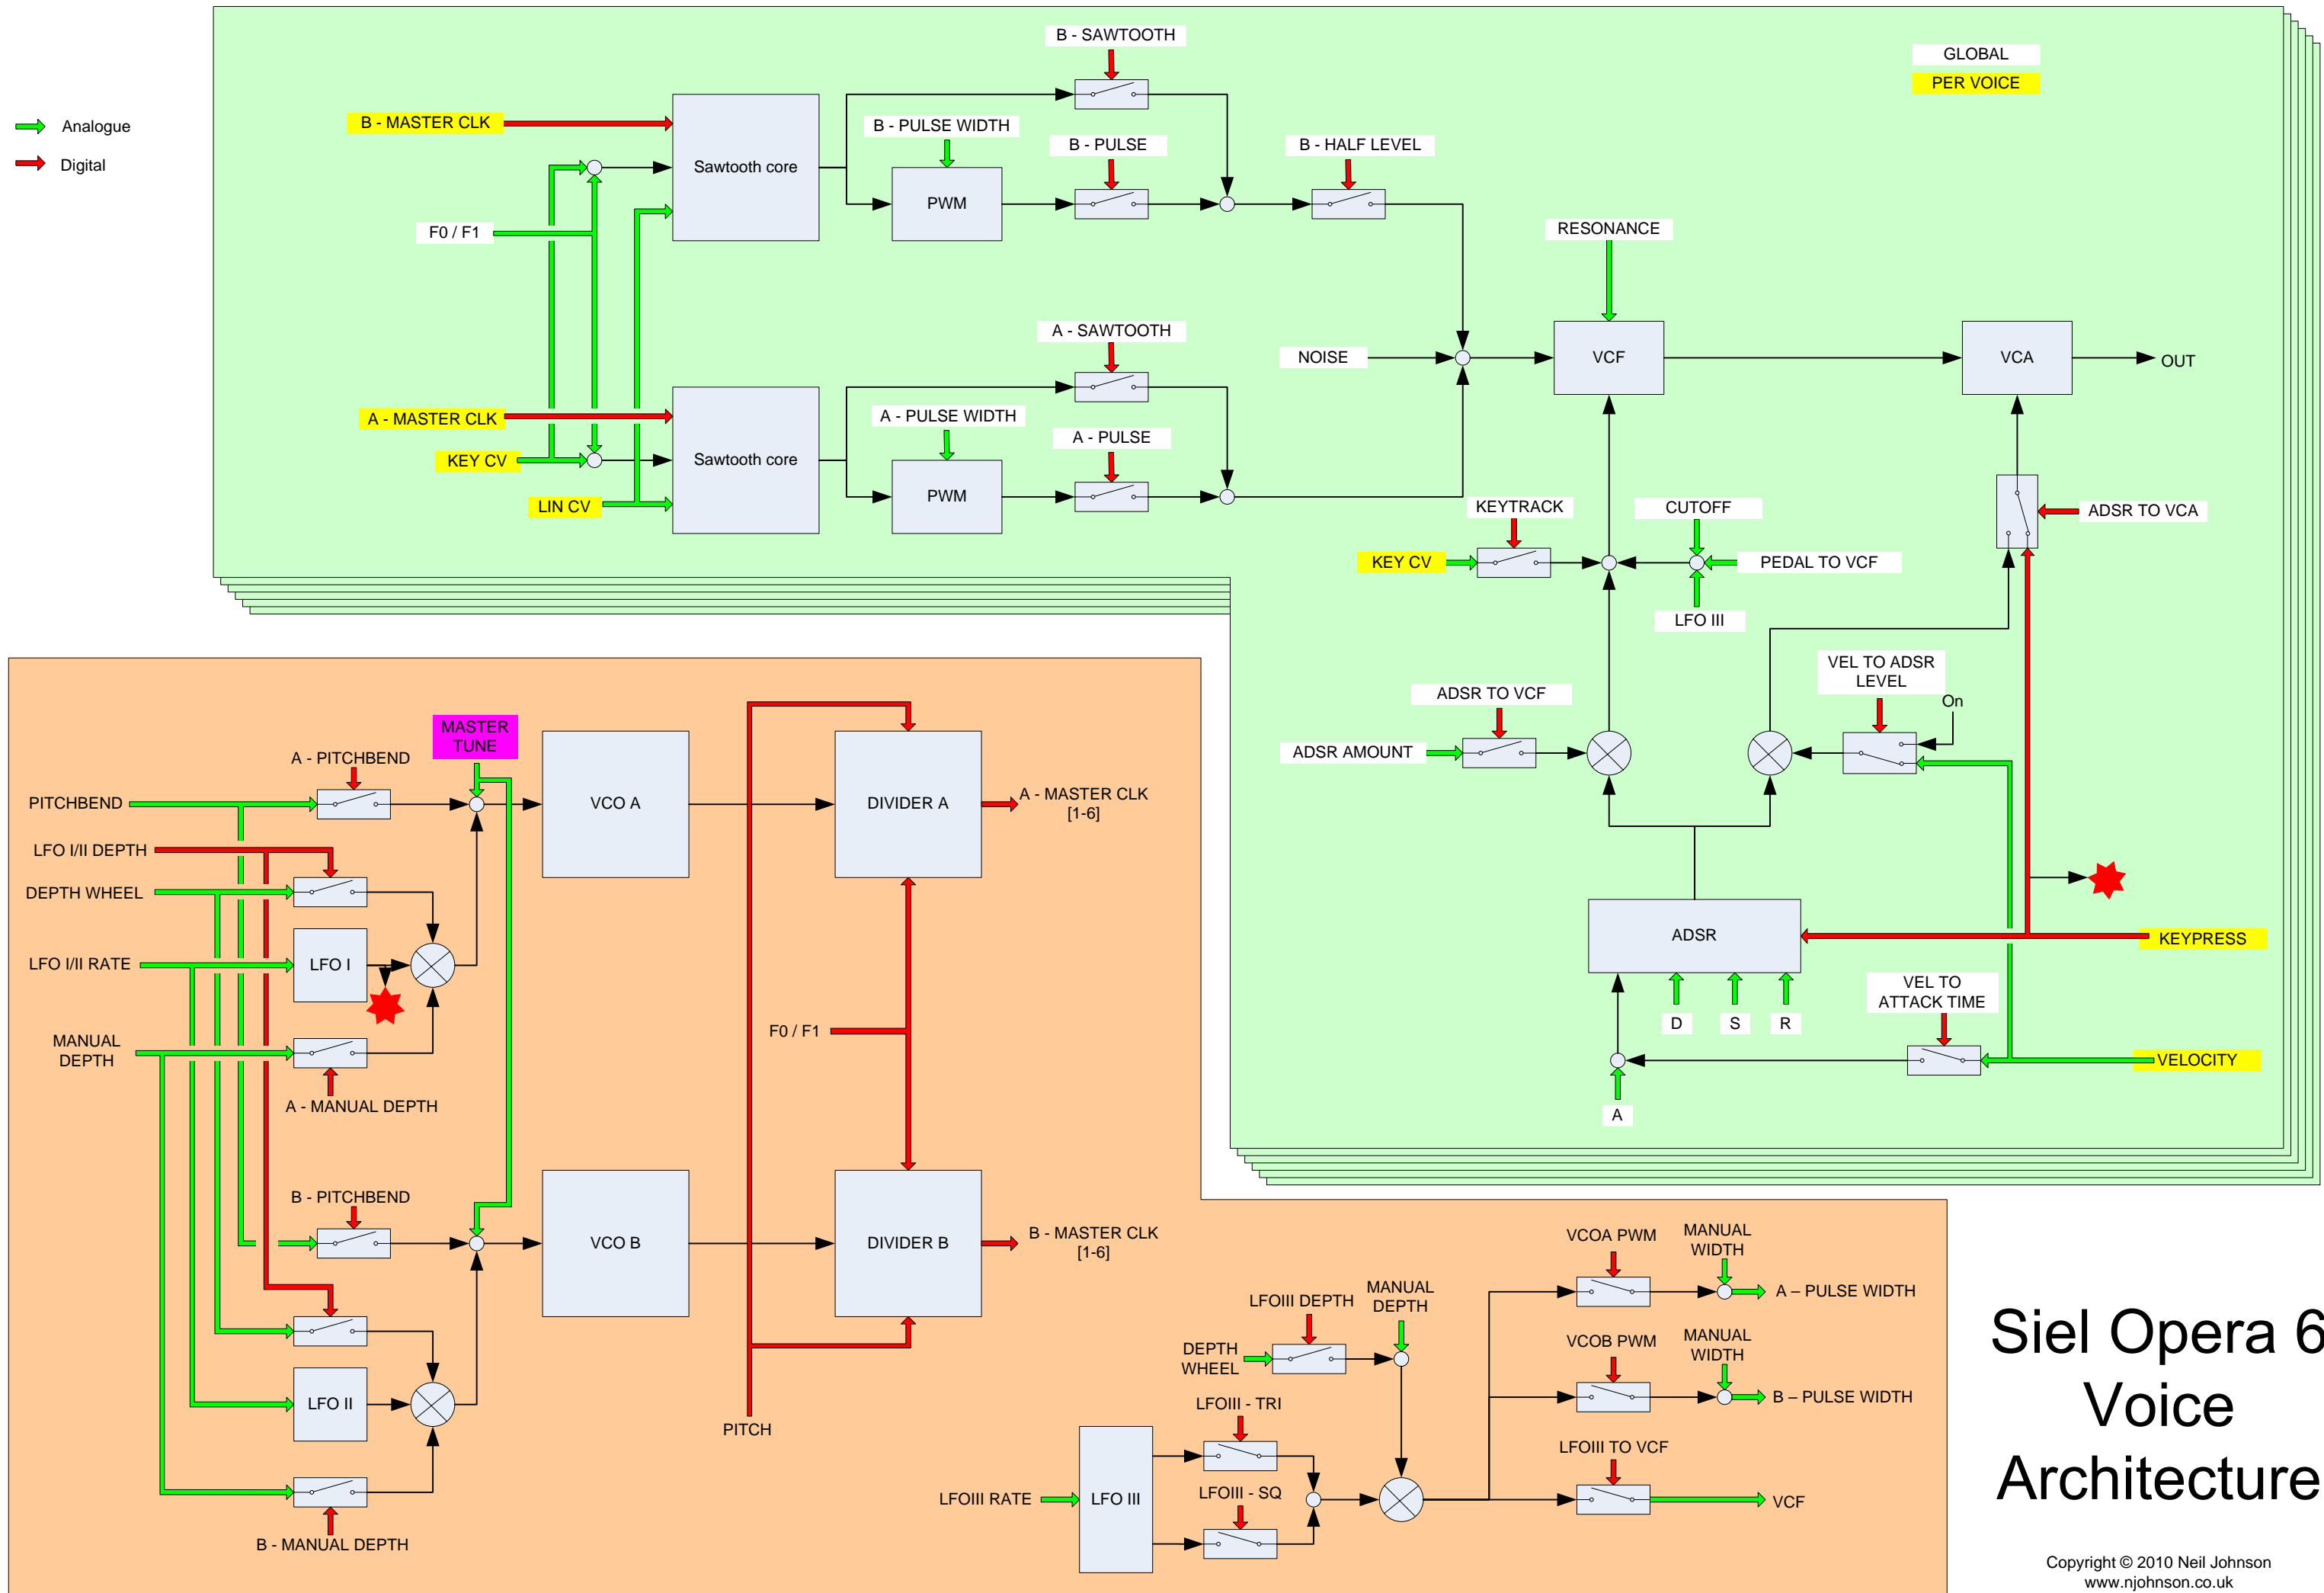 B - SAWTOOTH
GLOBAL
PER VOICE
Analogue
Digital
B - MASTER CLK
B - PULSE WIDTH
B - PULSE
B - HALF LEVEL
Sawtooth core
PWM
F0 / F1
RESONANCE
A - SAWTOOTH
NOISE
VCF
VCA
OUT
A - MASTER CLK
A - PULSE WIDTH
A - PULSE
KEY CV
Sawtooth core
PWM
LIN CV
KEYTRACK
CUTOFF
ADSR TO VCA
KEY CV
PEDAL TO VCF
LFO III
VEL TO ADSR
LEVEL
On
ADSR TO VCF
ADSR AMOUNT
ADSR
KEYPRESS
VEL TO
ATTACK TIME
D
S
R
VELOCITY
A
MASTER
TUNE
A - PITCHBEND
PITCHBEND
VCO A
DIVIDER A
A - MASTER CLK
[1-6]
LFO I/II DEPTH
DEPTH WHEEL
LFO I/II RATE
LFO I
MANUAL
DEPTH
F0 / F1
A - MANUAL DEPTH
B - PITCHBEND
VCO B
DIVIDER B
B - MASTER CLK
[1-6]
LFO II
PITCH
B - MANUAL DEPTH
VCOA PWM
MANUAL
WIDTH
A – PULSE WIDTH
LFOIII DEPTH
MANUAL
DEPTH
DEPTH
WHEEL
VCOB PWM
MANUAL
WIDTH
B – PULSE WIDTH
LFOIII - TRI
LFOIII TO VCF
LFOIII RATE
LFO III
LFOIII - SQ
VCF
Siel Opera 6
Voice
Architecture
Copyright © 2010 Neil Johnson
www.njohnson.co.uk